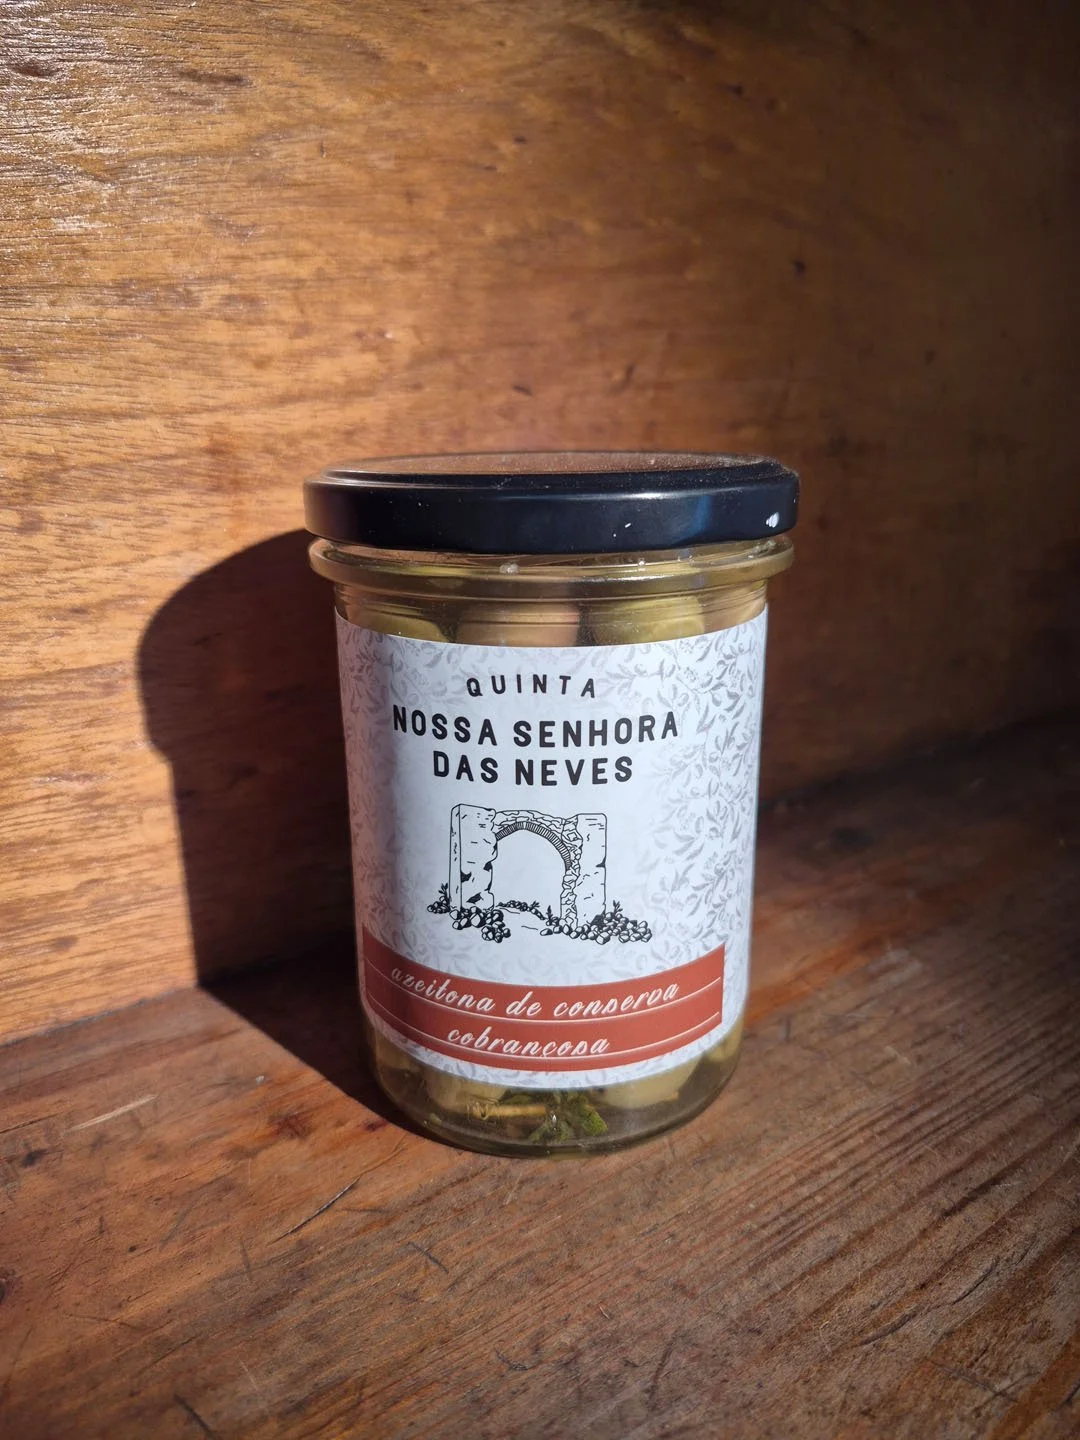 QUINTA
NOSSA SENHORA
DAS NEVES
azeitona de conserva
cobrançosa